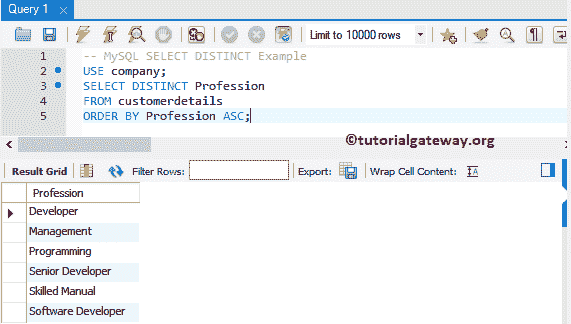 Query 1
Limit to 10000 rows
1 -- MySQL SELECT DISTINCT Example
2 USE company;
3 SELECT DISTINCT Profession
4 FROM customerdetails
5 ORDER BY Profession ASC;
©tutorialgateway.org
Result Grid Filter Rows: Export: Wrap Cell Content:
Profession
Developer
Management
Programming
Senior Developer
Skilled Manual
Software Developer